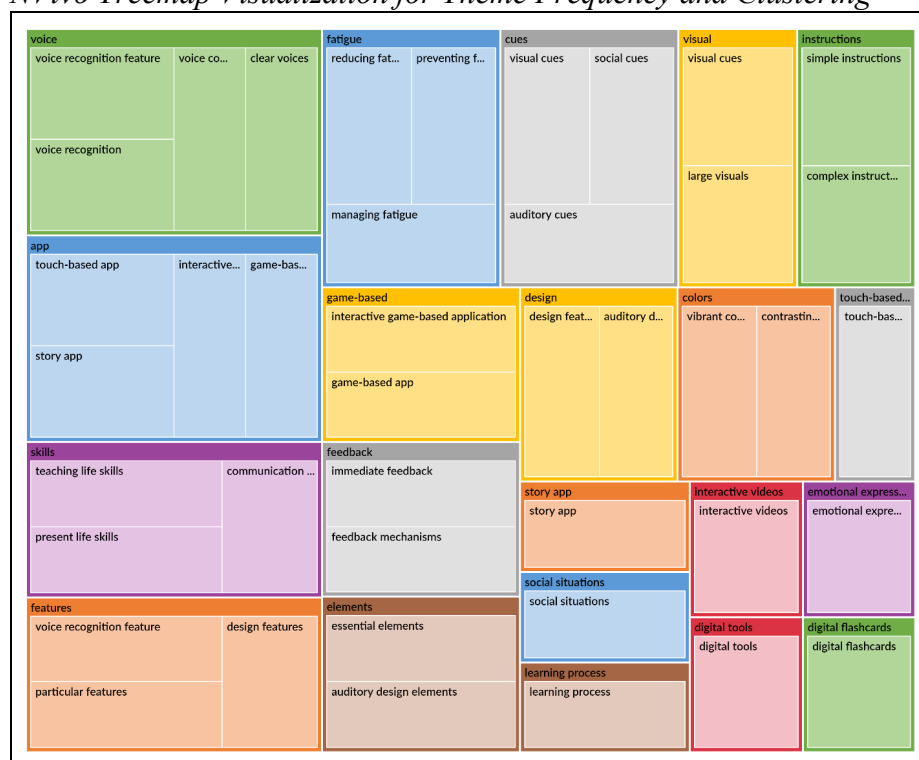 NVivo Treemap Visualization for Theme Frequency and Clustering
voice
voice recognition feature
voice co...
clear voices
voice recognition
fatigue
reducing fat...
preventing f...
managing fatigue
cues
visual cues
social cues
auditory cues
visual
visual cues
large visuals
instructions
simple instructions
complex instruct...
app
touch-based app
interactive...
game-bas...
story app
game-based
interactive game-based application
game-based app
design
design feat...
auditory d...
colors
vibrant co...
contrastin...
touch-based...
touch-bas...
skills
teaching life skills
communication ...
present life skills
feedback
immediate feedback
feedback mechanisms
story app
story app
interactive videos
interactive videos
emotional express...
emotional expre...
social situations
social situations
features
voice recognition feature
design features
particular features
elements
essential elements
auditory design elements
learning process
learning process
digital tools
digital tools
digital flashcards
digital flashcards